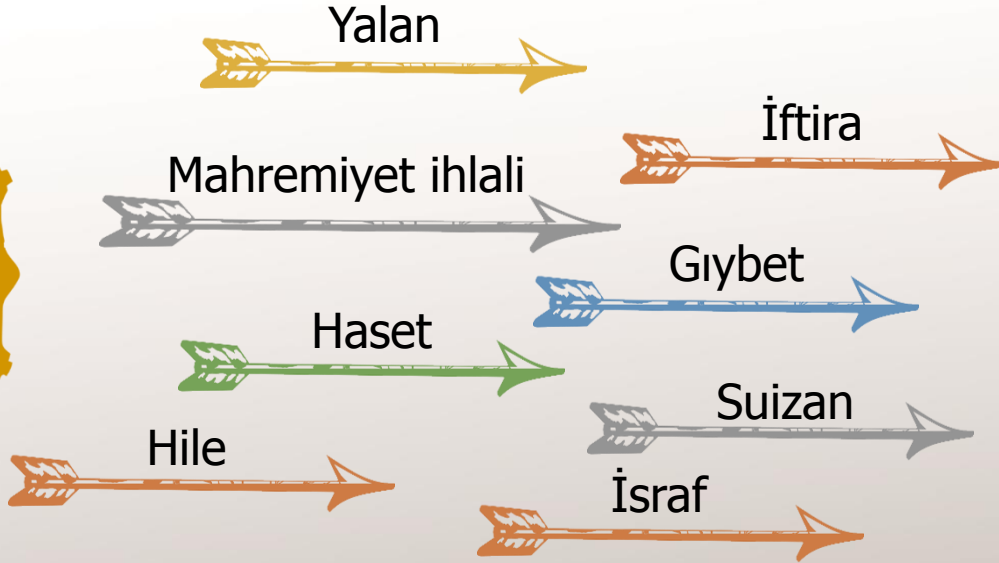 Yalan
İftira
Mahremiyet ihlali
Gıybet
Haset
Suizan
Hile
İsraf